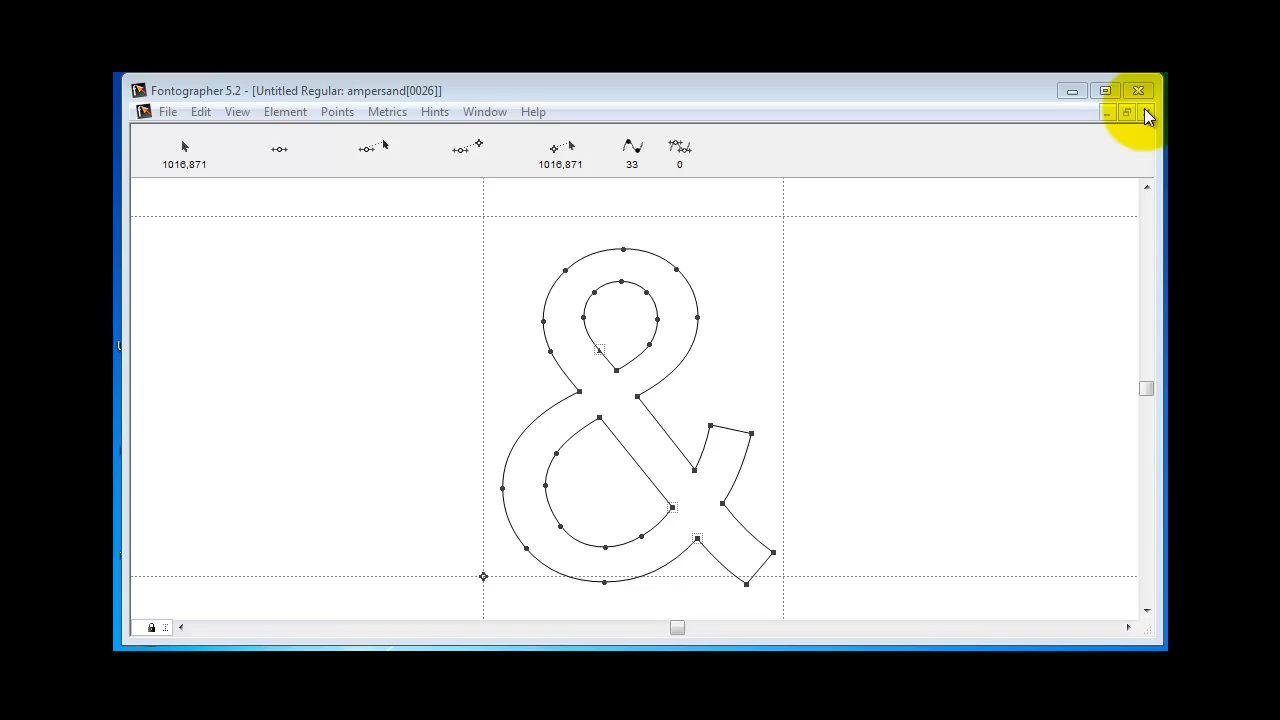 Fontographer 5.2 - [Untitled Regular: ampersand[0026]]
File Edit View Element Points Metrics Hints Window Help
1016,871 1016,871 33 0
&